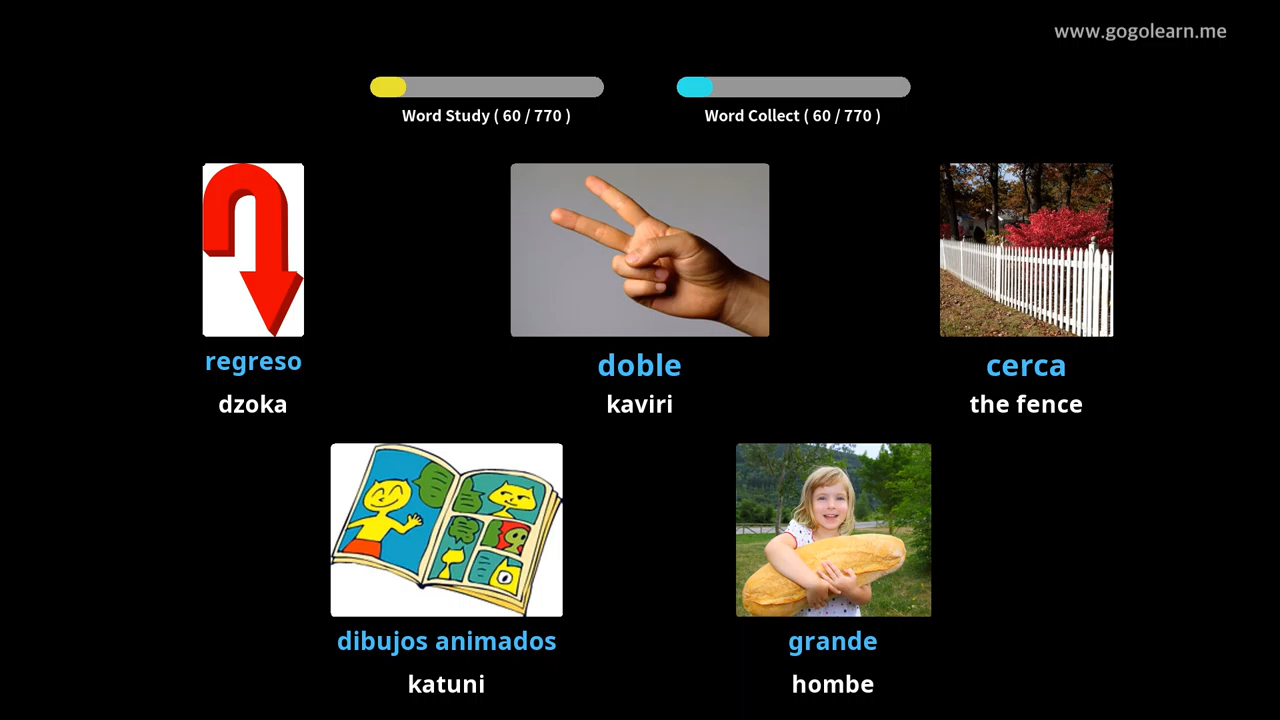 www.gogolearn.me
Word Study ( 60 / 770 )
Word Collect ( 60 / 770 )
regreso
dzoka
doble
kaviri
cerca
the fence
dibujos animados
katuni
grande
hombe